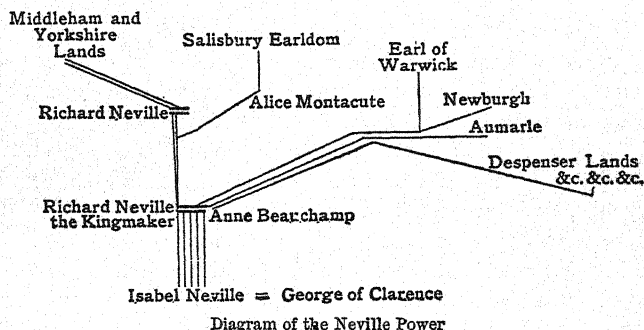 Middleham and
Yorkshire
Lands
Salisbury Earldom
Earl of
Warwick
Richard Neville
Alice Montacute
Newburgh
Aumarle
Despenser Lands
&c. &c. &c.
Richard Neville
the Kingmaker
Anne Bearchamp
Isabel Neville = George of Clarence
Diagram of the Neville Power